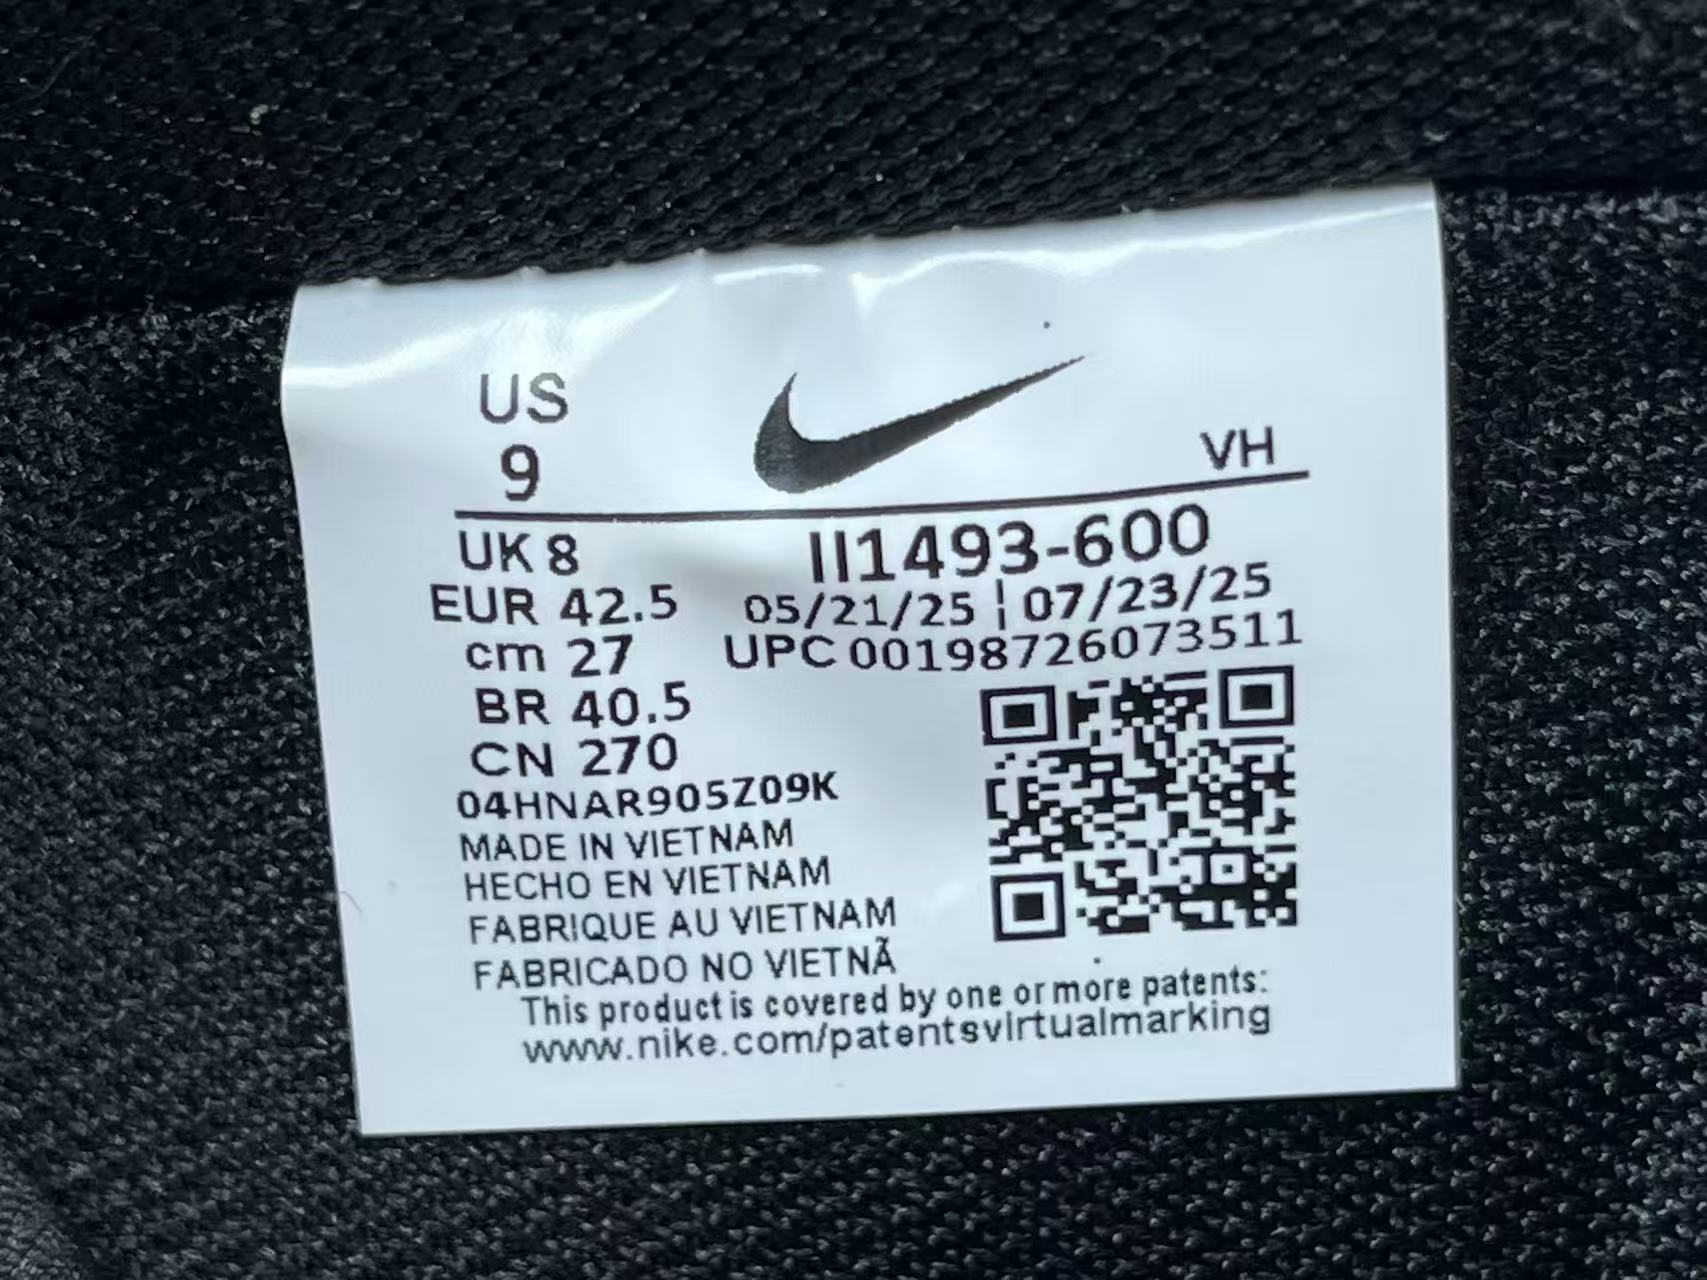 US
9
VH
UK 8
II1493-600
EUR 42.5
05/21/25 ¦ 07/23/25
cm 27
UPC 00198726073511
BR 40.5
CN 270
04HNAR905Z09K
MADE IN VIETNAM
HECHO EN VIETNAM
FABRIQUE AU VIETNAM
FABRICADO NO VIETNÃ
This product is covered by one or more patents:
www.nike.com/patentsvirtualmarking